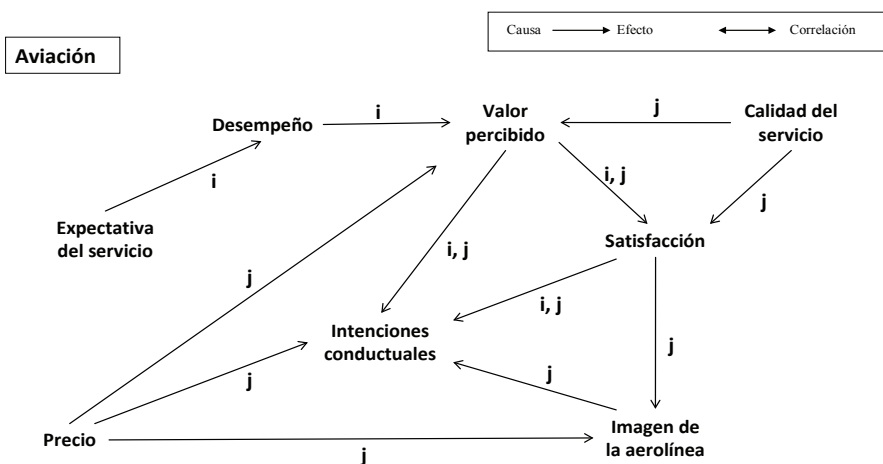 Causa Efecto Correlación
Aviación
Desempeño
i
Valor
percibido
j
Calidad del
servicio
i
Expectativa
del servicio
i, j
j
j
i, j
Satisfacción
i, j
Intenciones
conductuales
j
j
j
Precio
j
Imagen de
la aerolínea